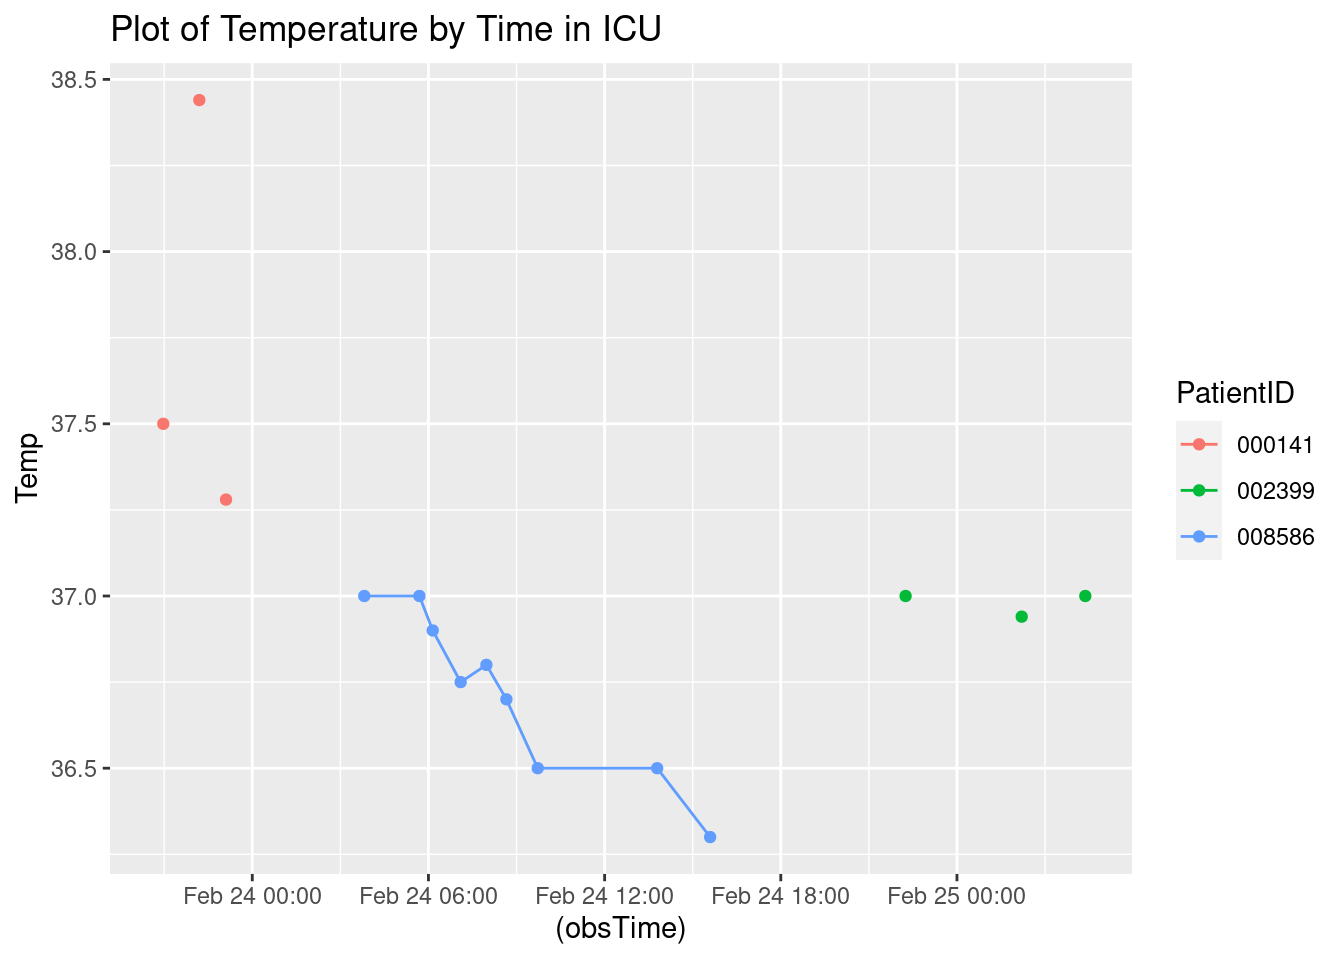 Plot of Temperature by Time in ICU
38.5
38.0
37.5
37.0
36.5
Temp
Feb 24 00:00
Feb 24 06:00
Feb 24 12:00
Feb 24 18:00
Feb 25 00:00
(obsTime)
PatientID
000141
002399
008586